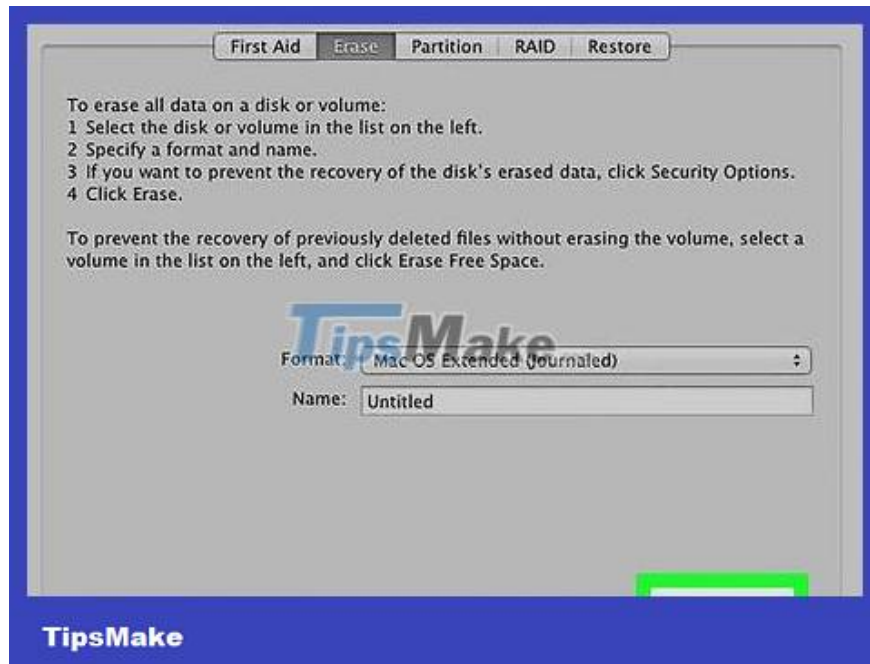 First Aid Erase Partition RAID Restore
To erase all data on a disk or volume:
1 Select the disk or volume in the list on the left.
2 Specify a format and name.
3 If you want to prevent the recovery of the disk's erased data, click Security Options.
4 Click Erase.
To prevent the recovery of previously deleted files without erasing the volume, select a
volume in the list on the left, and click Erase Free Space.
TipsMake
Format: Mac OS Extended (Journaled)
Name: Untitled
TipsMake